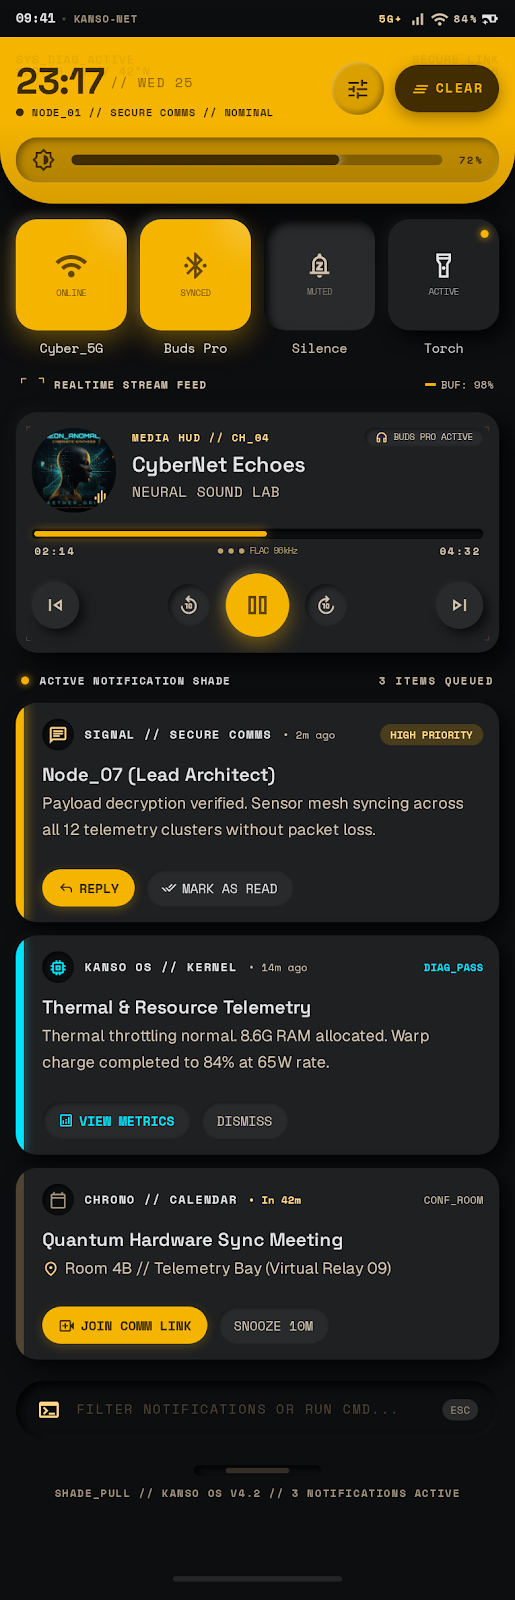 09:41 • KANSO-NET 5G+ 84%
SYS_DIAG_ACTIVE SECURE_LINK
23:17 // WED 25
CLEAR
NODE_01 // SECURE COMMS // NOMINAL
72%
ONLINE SYNCED MUTED ACTIVE
Cyber_5G Buds Pro Silence Torch
REALTIME STREAM FEED BUF: 98%
MEDIA HUD // CH_04 BUDS PRO ACTIVE
CyberNet Echoes
NEURAL SOUND LAB
02:14 FLAC 96kHz 04:32
10 10
ACTIVE NOTIFICATION SHADE 3 ITEMS QUEUED
SIGNAL // SECURE COMMS • 2m ago HIGH PRIORITY
Node_07 (Lead Architect)
Payload decryption verified. Sensor mesh syncing across
all 12 telemetry clusters without packet loss.
REPLY MARK AS READ
KANSO OS // KERNEL • 14m ago DIAG_PASS
Thermal & Resource Telemetry
Thermal throttling normal. 8.6G RAM allocated. Warp
charge completed to 84% at 65W rate.
VIEW METRICS DISMISS
CHRONO // CALENDAR • In 42m CONF_ROOM
Quantum Hardware Sync Meeting
Room 4B // Telemetry Bay (Virtual Relay 09)
JOIN COMM LINK SNOOZE 10M
FILTER NOTIFICATIONS OR RUN CMD... ESC
SHADE_PULL // KANSO OS V4.2 // 3 NOTIFICATIONS ACTIVE